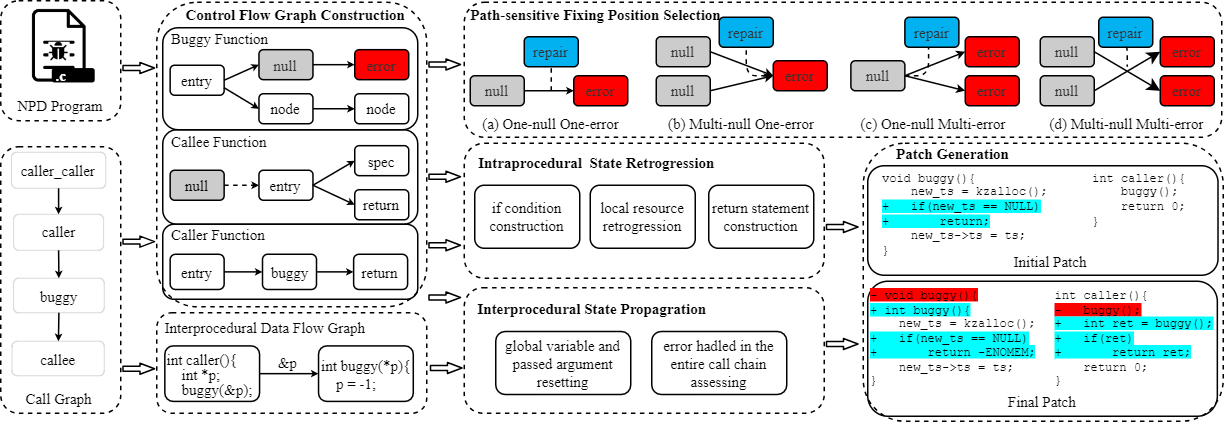 .c
NPD Program
caller_caller
caller
buggy
callee
Call Graph
Control Flow Graph Construction
Buggy Function
entry
null
error
node
node
Callee Function
null
entry
spec
return
Caller Function
entry
buggy
return
Interprocedural Data Flow Graph
int caller(){
int *p;
buggy(&p);
&p
int buggy(*p){
p = -1;
Path-sensitive Fixing Position Selection
repair
null
error
(a) One-null One-error
repair
null
null
error
(b) Multi-null One-error
repair
null
error
error
(c) One-null Multi-error
repair
null
null
error
error
(d) Multi-null Multi-error
Intraprocedural State Retrogression
if condition
construction
local resource
retrogression
return statement
construction
Interprocedural State Propagration
global variable and
passed argument
resetting
error hadled in the
entire call chain
assessing
Patch Generation
void buggy(){
new_ts = kzalloc();
+ if(new_ts == NULL)
+ return;
new_ts->ts = ts;
}
int caller(){
buggy();
return 0;
}
Initial Patch
- void buggy(){
+ int buggy(){
new_ts = kzalloc();
+ if(new_ts == NULL)
+ return -ENOMEM;
new_ts->ts = ts;
}
int caller(){
- buggy();
+ int ret = buggy();
+ if(ret)
+ return ret;
return 0;
}
Final Patch